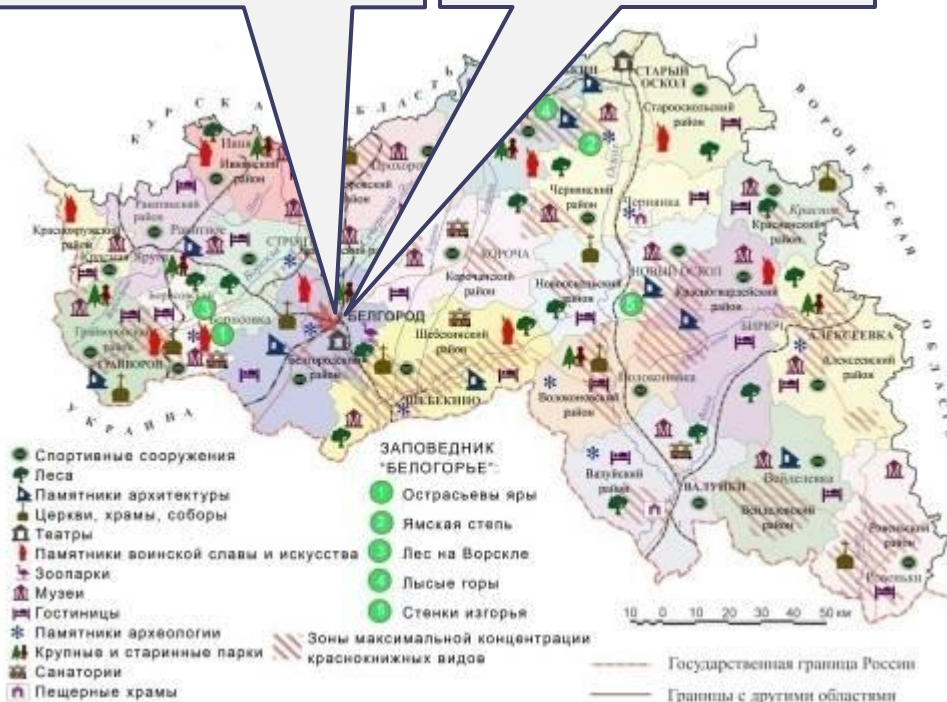 КУРСКА
ОБЛАСТЬ
СТАРЫЙ
ОСКОЛ
Старооскольский
район
ВОРОНЕЖСКАЯ
ОБЛАСТ
Ивнянский
район
Ракитянский
район
Ракитное
Краснояружский
район
Красная Яруга
СТРОИ
Чернянский
район
Чернянка
Красненский
район
Красное
КОРОЧА
Корочанский
район
НОВЫЙ ОСКОЛ
Новооскольский
район
Красногвардейский
район
БИРЮЧ
АЛЕКСЕЕВКА
Алексеевский
район
Борисовка
Грайворонский
район
ГРАЙВОРОН
БЕЛГОРОД
Белгородский
район
Шебекинский
район
ШЕБЕКИНО
Волоконовка
Волоконовский
район
УКРАИНА
Валуйский
район
ВАЛУЙКИ
Вейделевка
Вейделевский
район
Ровеньский
район
Ровеньки
Спортивные сооружения
Леса
Памятники архитектуры
Церкви, храмы, соборы
Театры
Памятники воинской славы и искусства
Зоопарки
Музеи
Гостиницы
Памятники археологии
Крупные и старинные парки
Санатории
Пещерные храмы
ЗАПОВЕДНИК
"БЕЛОГОРЬЕ":
1 Острасьевы яры
2 Ямская степь
3 Лес на Ворскле
4 Лысые горы
5 Стенки изгорья
Зоны максимальной концентрации
краснокнижных видов
10 0 10 20 30 40 50 км
Государственная граница России
Границы с другими областями